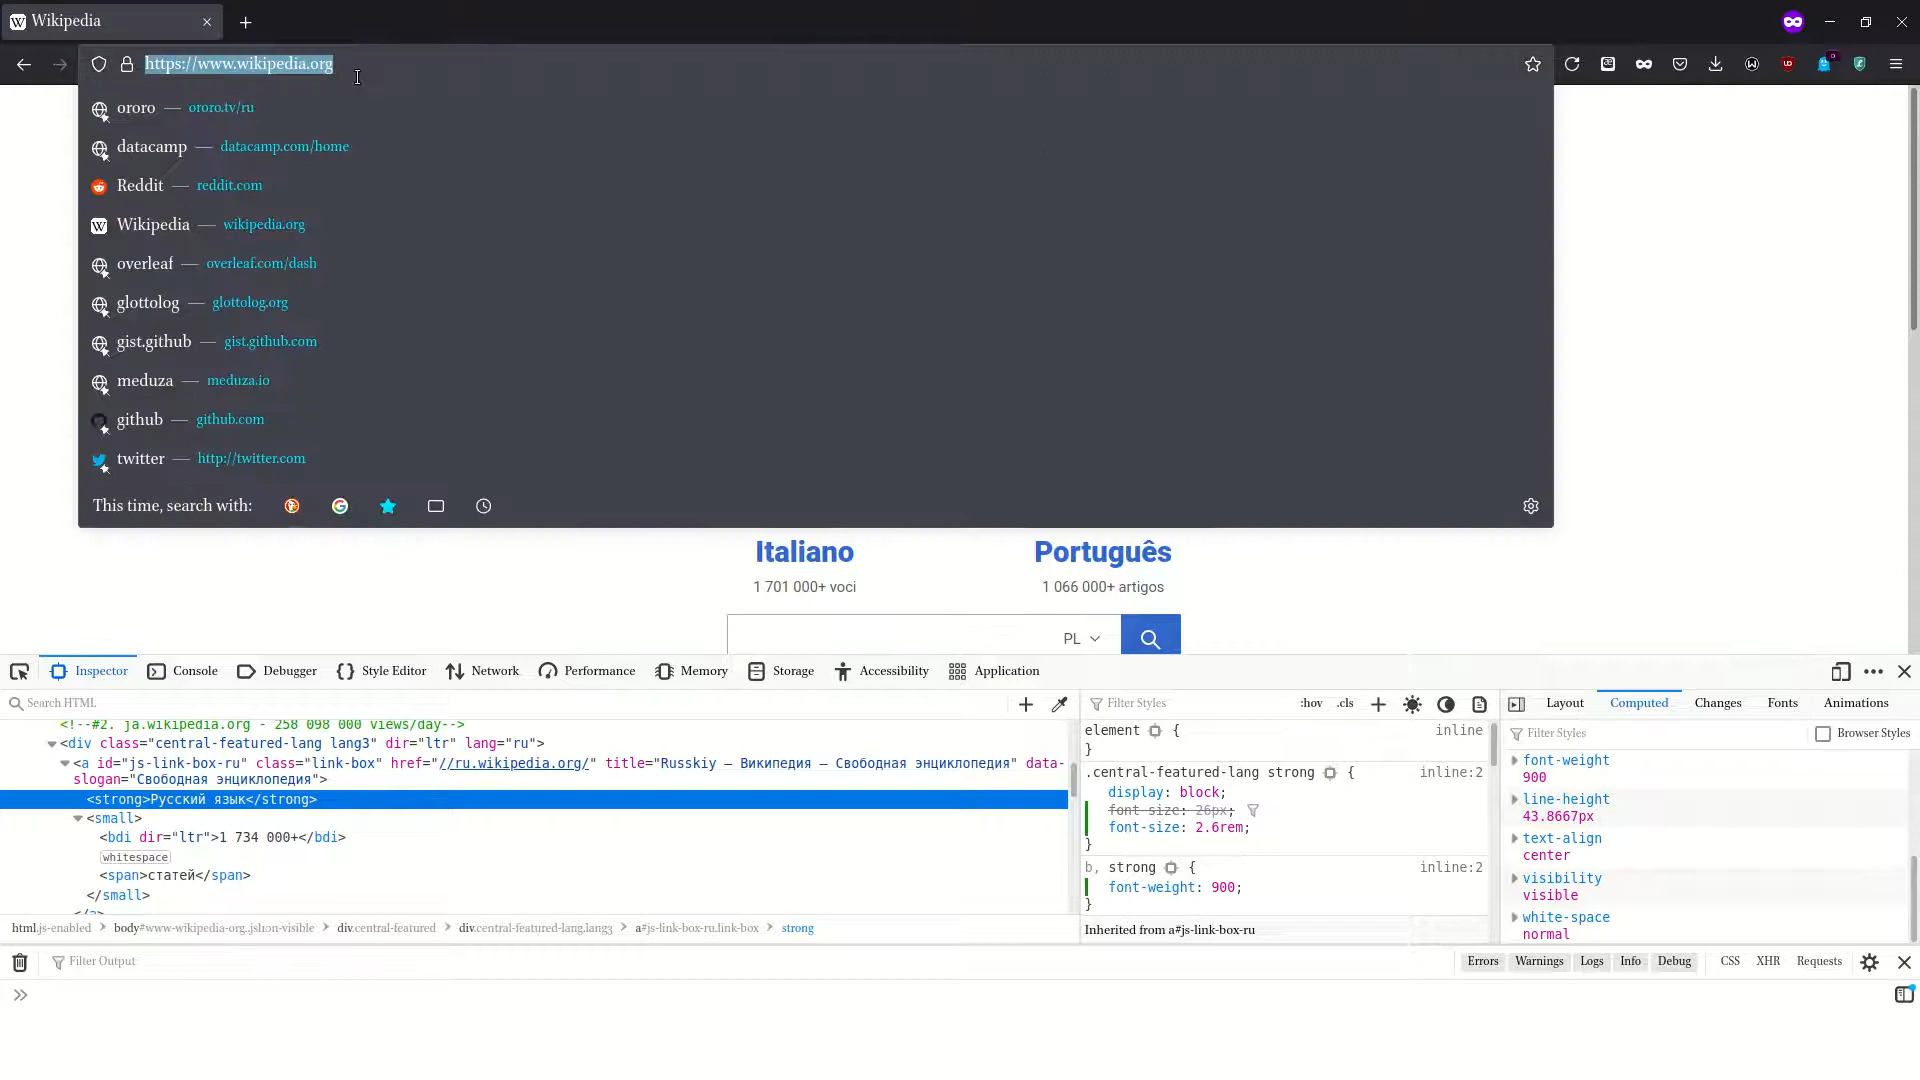 Wikipedia
https://www.wikipedia.org
ororo — ororo.tv/ru
datacamp — datacamp.com/home
Reddit — reddit.com
Wikipedia — wikipedia.org
overleaf — overleaf.com/dash
glottolog — glottolog.org
gist.github — gist.github.com
meduza — meduza.io
github — github.com
twitter — http://twitter.com
This time, search with:
Italiano
1 701 000+ voci
Português
1 066 000+ artigos
PL
Inspector Console Debugger Style Editor Network Performance Memory Storage Accessibility Application
Search HTML
<!--#2. ja.wikipedia.org - 258 098 000 views/day-->
<div class="central-featured-lang lang3" dir="ltr" lang="ru">
<a id="js-link-box-ru" class="link-box" href="//ru.wikipedia.org/" title="Russkiy — Википедия — Свободная энциклопедия" data-
slogan="Свободная энциклопедия">
<strong>Русский язык</strong>
<small>
<bdi dir="ltr">1 734 000+</bdi>
whitespace
<span>статей</span>
</small>
</a>
html.js-enabled body#www-wikipedia-org..jsl10n-visible div.central-featured div.central-featured-lang.lang3 a#js-link-box-ru.link-box strong
Filter Styles :hov .cls
element { inline
}
.central-featured-lang strong { inline:2
display: block;
font-size: 26px;
font-size: 2.6rem;
}
b, strong { inline:2
font-weight: 900;
}
Inherited from a#js-link-box-ru
Layout Computed Changes Fonts Animations
Filter Styles Browser Styles
font-weight
900
line-height
43.8667px
text-align
center
visibility
visible
white-space
normal
Filter Output Errors Warnings Logs Info Debug CSS XHR Requests